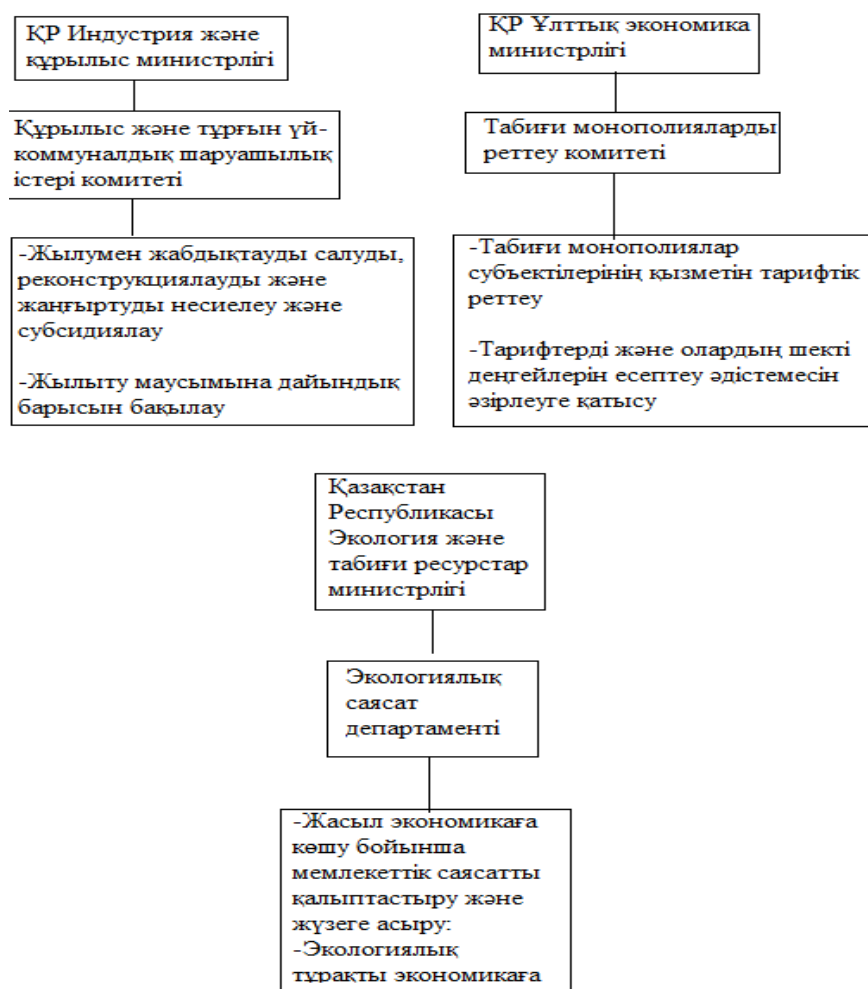 ҚР Индустрия және
құрылыс министрлігі
Құрылыс және тұрғын үй-
коммуналдық шаруашылық
істері комитеті
-Жылумен жабдықтауды салуды,
реконструкциялауды және
жаңғыртуды несиелеу және
субсидиялау
-Жылыту маусымына дайындық
барысын бақылау
ҚР Ұлттық экономика
министрлігі
Табиғи монополияларды
реттеу комитеті
-Табиғи монополиялар
субъектілерінің қызметін тарифтік
реттеу
-Тарифтерді және олардың шекті
деңгейлерін есептеу әдістемесін
әзірлеуге қатысу
Қазақстан
Республикасы
Экология және
табиғи ресурстар
министрлігі
Экологиялық
саясат
департаменті
-Жасыл экономикаға
көшу бойынша
мемлекеттік саясатты
қалыптастыру және
жүзеге асыру:
-Экологиялық
тұрақты экономикаға